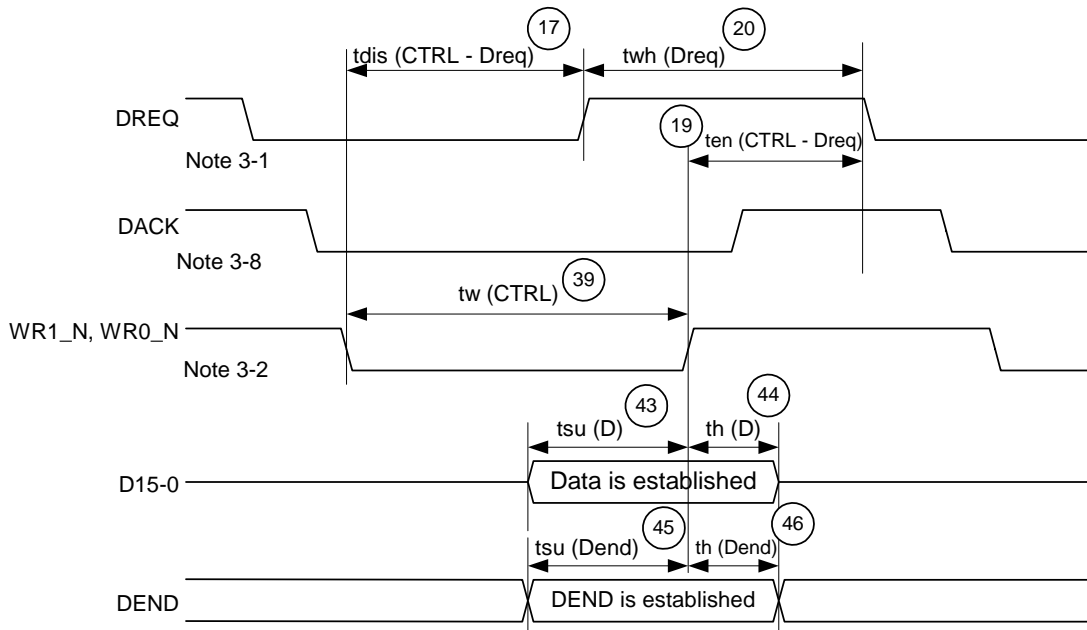 17
20
tdis (CTRL - Dreq)
twh (Dreq)
DREQ
19
ten (CTRL - Dreq)
Note 3-1
DACK
Note 3-8
39
tw (CTRL)
WR1_N, WR0_N
Note 3-2
43
44
tsu (D)
th (D)
D15-0
Data is established
45
46
tsu (Dend)
th (Dend)
DEND
DEND is established